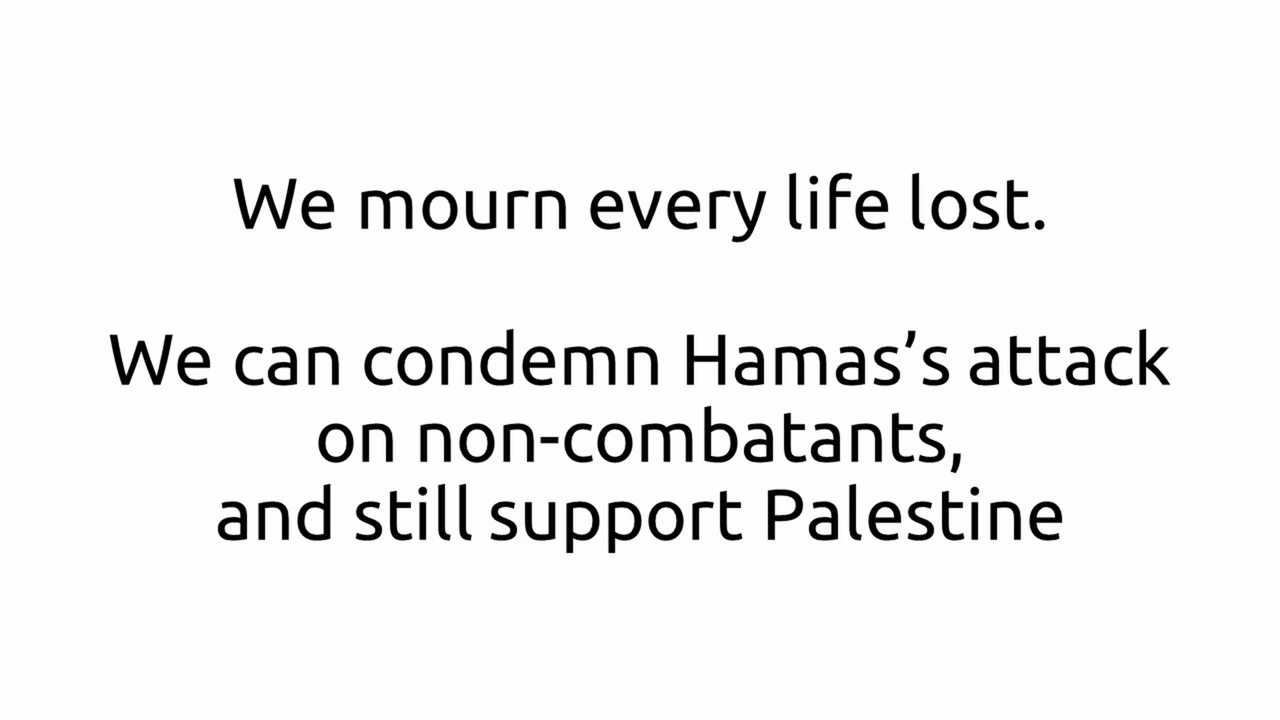 We mourn every life lost.
We can condemn Hamas’s attack
on non-combatants,
and still support Palestine